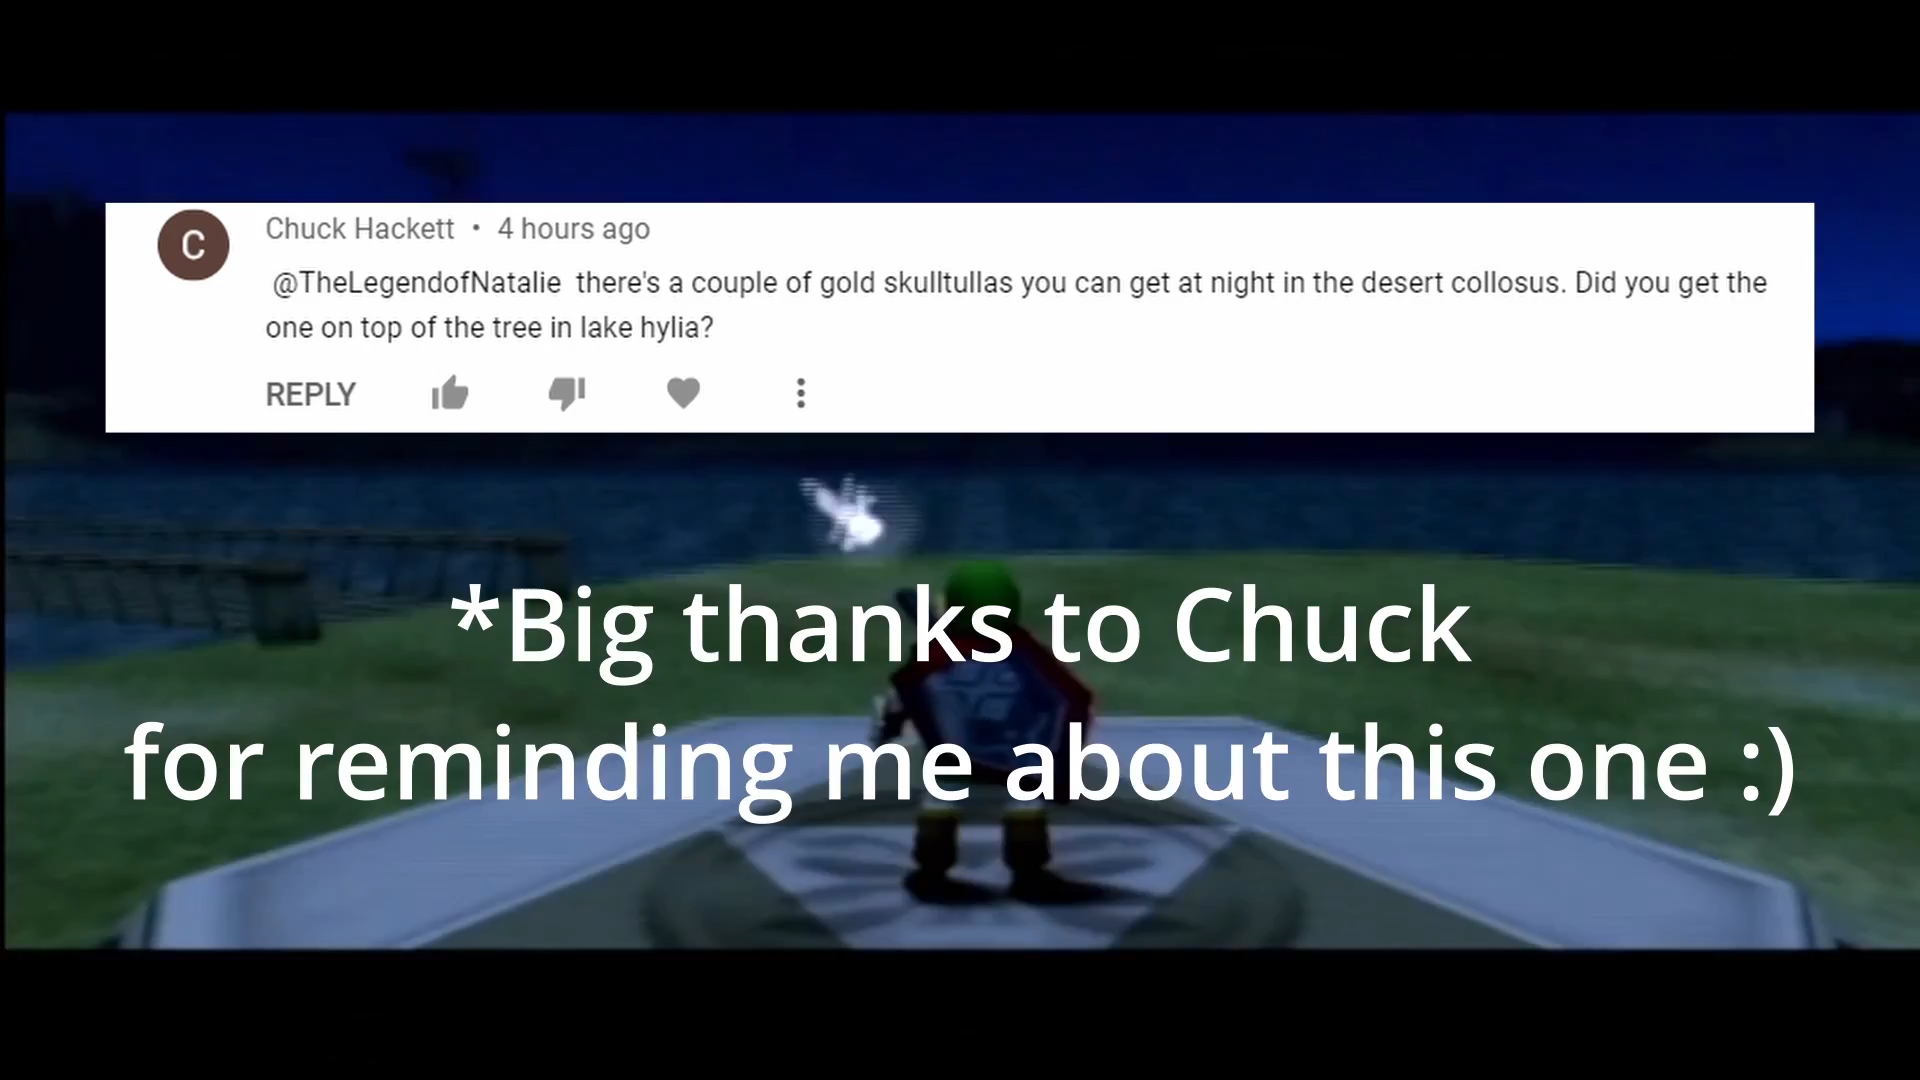 C
Chuck Hackett • 4 hours ago
@TheLegendofNatalie there's a couple of gold skulltullas you can get at night in the desert collosus. Did you get the
one on top of the tree in lake hylia?
REPLY
*Big thanks to Chuck
for reminding me about this one :)